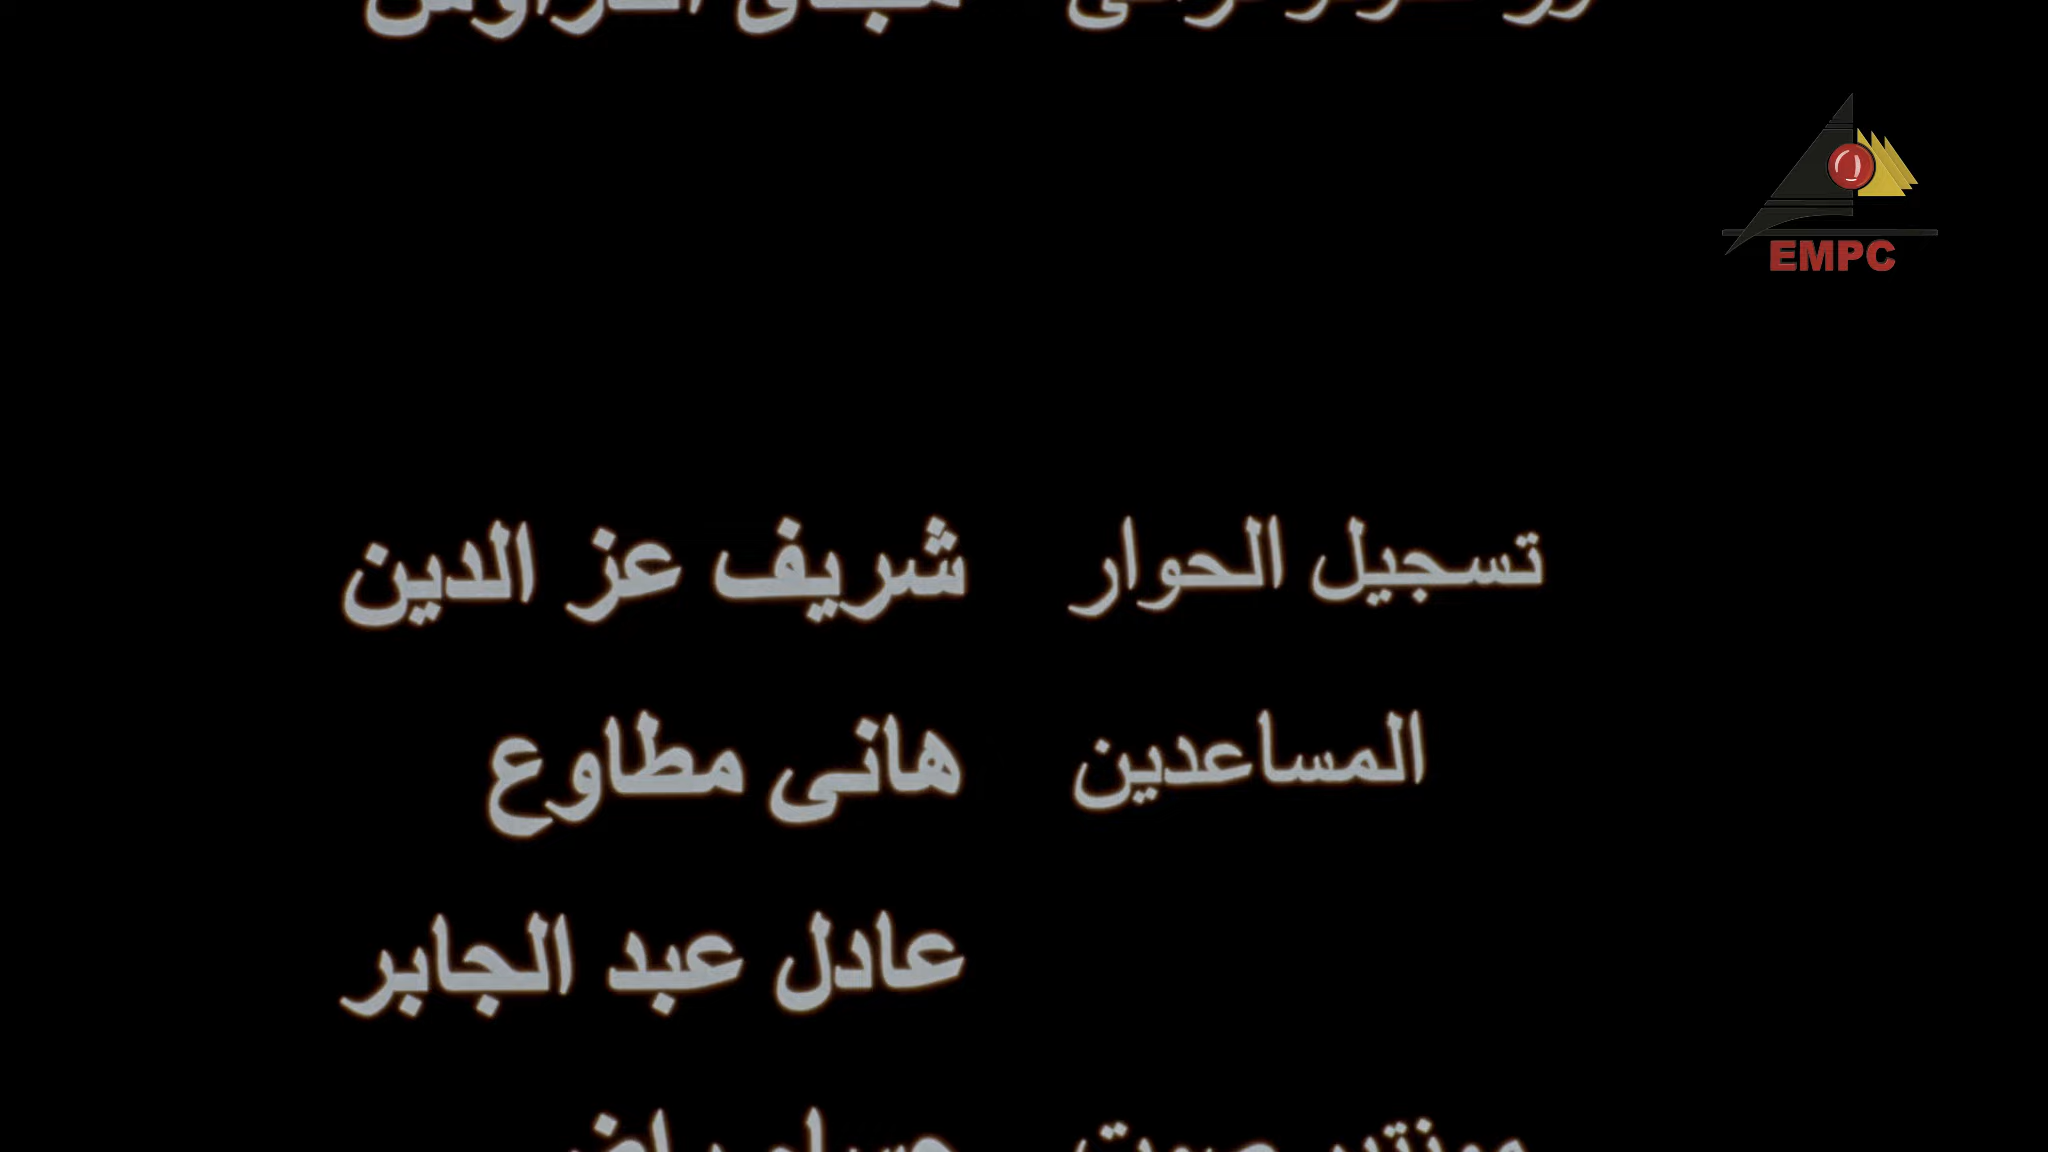 EMPC
تسجيل الحوار شريف عز الدين
المساعدين هانى مطاوع
عادل عبد الجابر